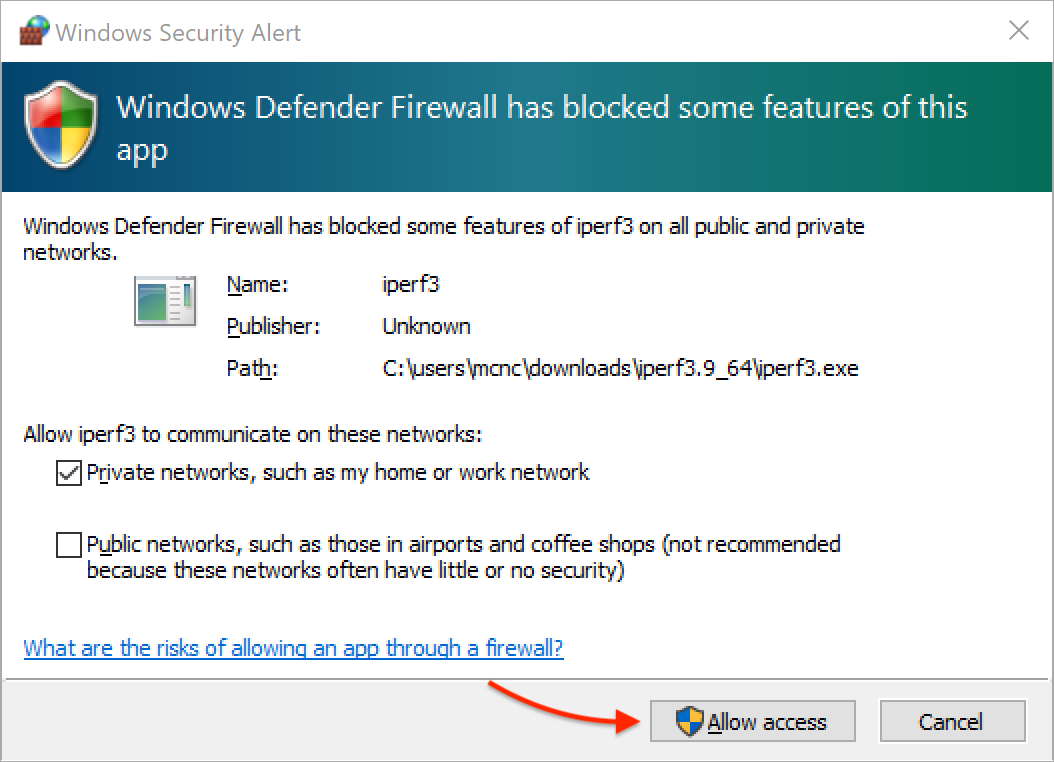 Windows Security Alert
Windows Defender Firewall has blocked some features of this
app
Windows Defender Firewall has blocked some features of iperf3 on all public and private
networks.
Name: iperf3
Publisher: Unknown
Path: C:\users\mcnc\downloads\iperf3.9_64\iperf3.exe
Allow iperf3 to communicate on these networks:
Private networks, such as my home or work network
Public networks, such as those in airports and coffee shops (not recommended
because these networks often have little or no security)
What are the risks of allowing an app through a firewall?
Allow access
Cancel